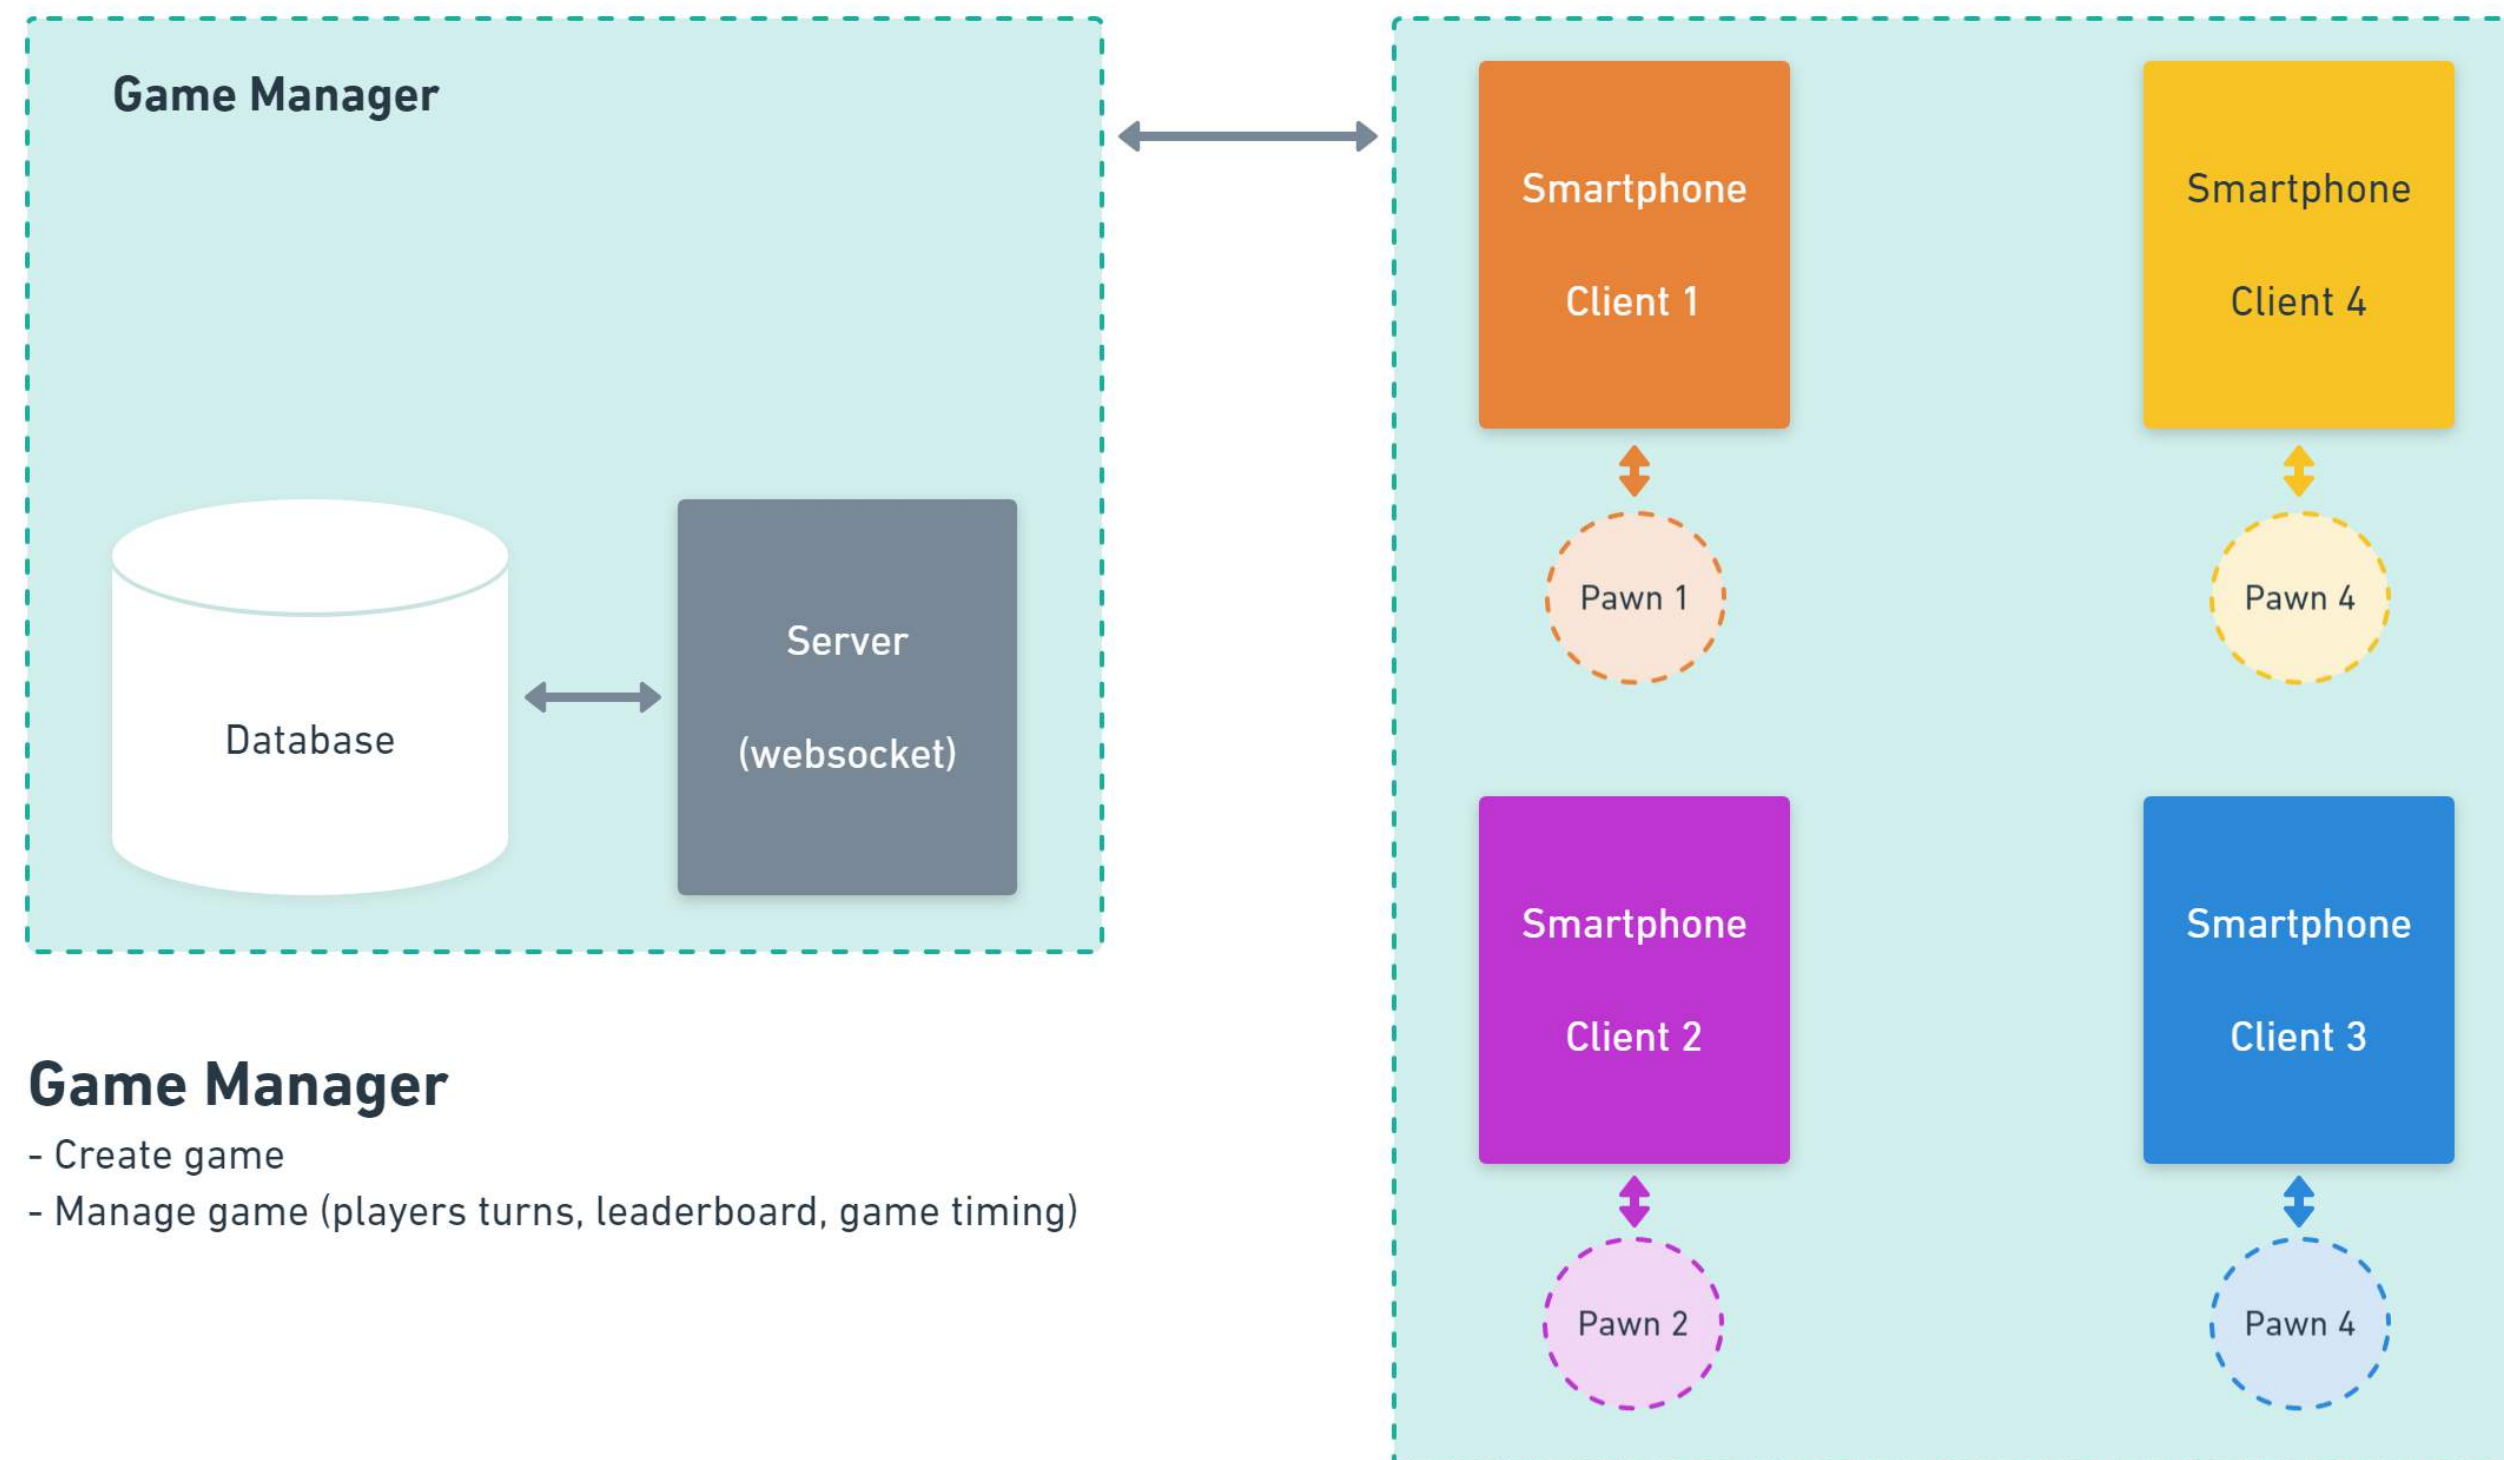 Game Manager
Database
Server
(websocket)
Game Manager
- Create game
- Manage game (players turns, leaderboard, game timing)
Smartphone
Client 1
Pawn 1
Smartphone
Client 4
Pawn 4
Smartphone
Client 2
Pawn 2
Smartphone
Client 3
Pawn 4